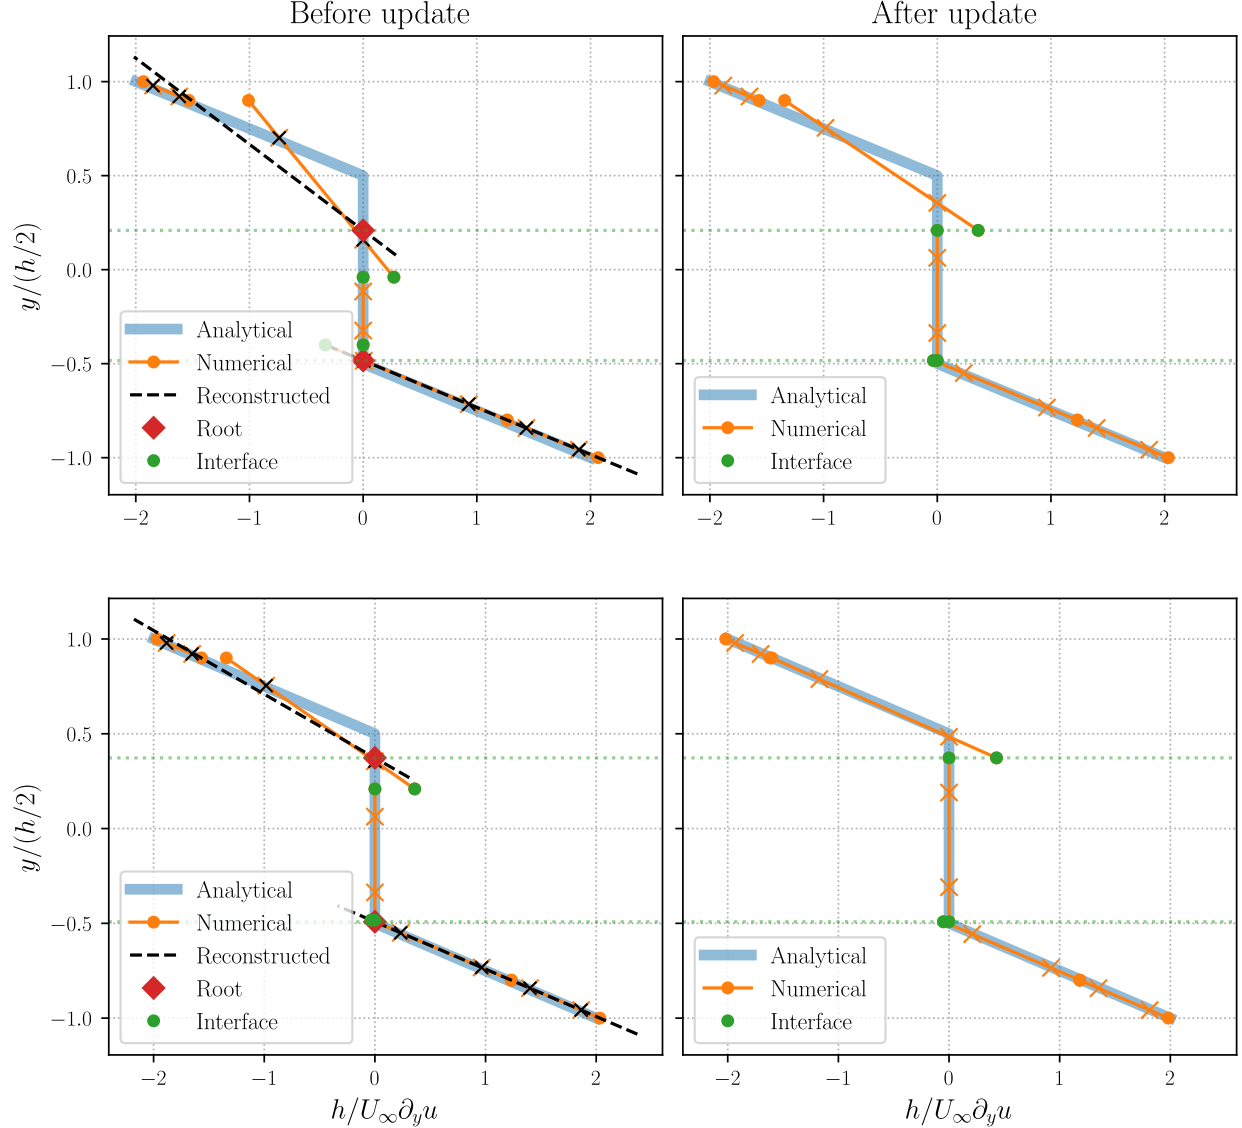 Before update
After update
1.0
0.5
0.0
−0.5
−1.0
y/(h/2)
Analytical
Numerical
Reconstructed
Root
Interface
−2
−1
0
1
2
Analytical
Numerical
Interface
−2
−1
0
1
2
1.0
0.5
0.0
−0.5
−1.0
y/(h/2)
Analytical
Numerical
Reconstructed
Root
Interface
−2
−1
0
1
2
h/U∞∂yu
Analytical
Numerical
Interface
−2
−1
0
1
2
h/U∞∂yu